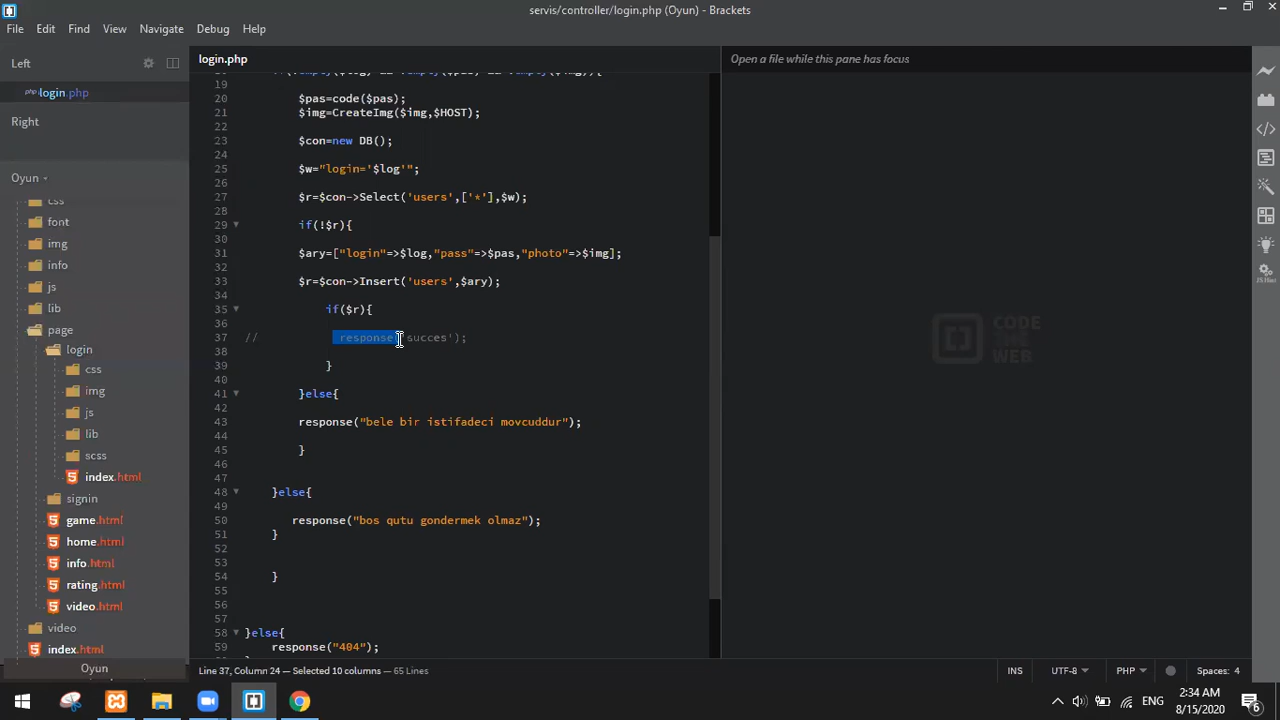 servis/controller/login.php (Oyun) - Brackets
File Edit Find View Navigate Debug Help
Left
php login.php
Right
Oyun
css
font
img
info
js
lib
page
login
css
img
js
lib
scss
index.html
signin
game.html
home.html
info.html
rating.html
video.html
video
index.html
Oyun
login.php
19
20 $pas=code($pas);
21 $img=CreateImg($img,$HOST);
22
23 $con=new DB();
24
25 $w="login='$log'";
26
27 $r=$con->Select('users',['*'],$w);
28
29 if(!$r){
30
31 $ary=["login"=>$log,"pass"=>$pas,"photo"=>$img];
32
33 $r=$con->Insert('users',$ary);
34
35 if($r){
36
37 // response('succes');
38
39 }
40
41 }else{
42
43 response("bele bir istifadeci movcuddur");
44
45 }
46
47
48 }else{
49
50 response("bos qutu gondermek olmaz");
51 }
52
53
54 }
55
56
57
58 }else{
59 response("404");
Line 37, Column 24 — Selected 10 columns — 65 Lines
INS UTF-8 PHP Spaces: 4
Open a file while this pane has focus
CODE
THE
WEB
JS Files
ENG
2:34 AM
8/15/2020
6